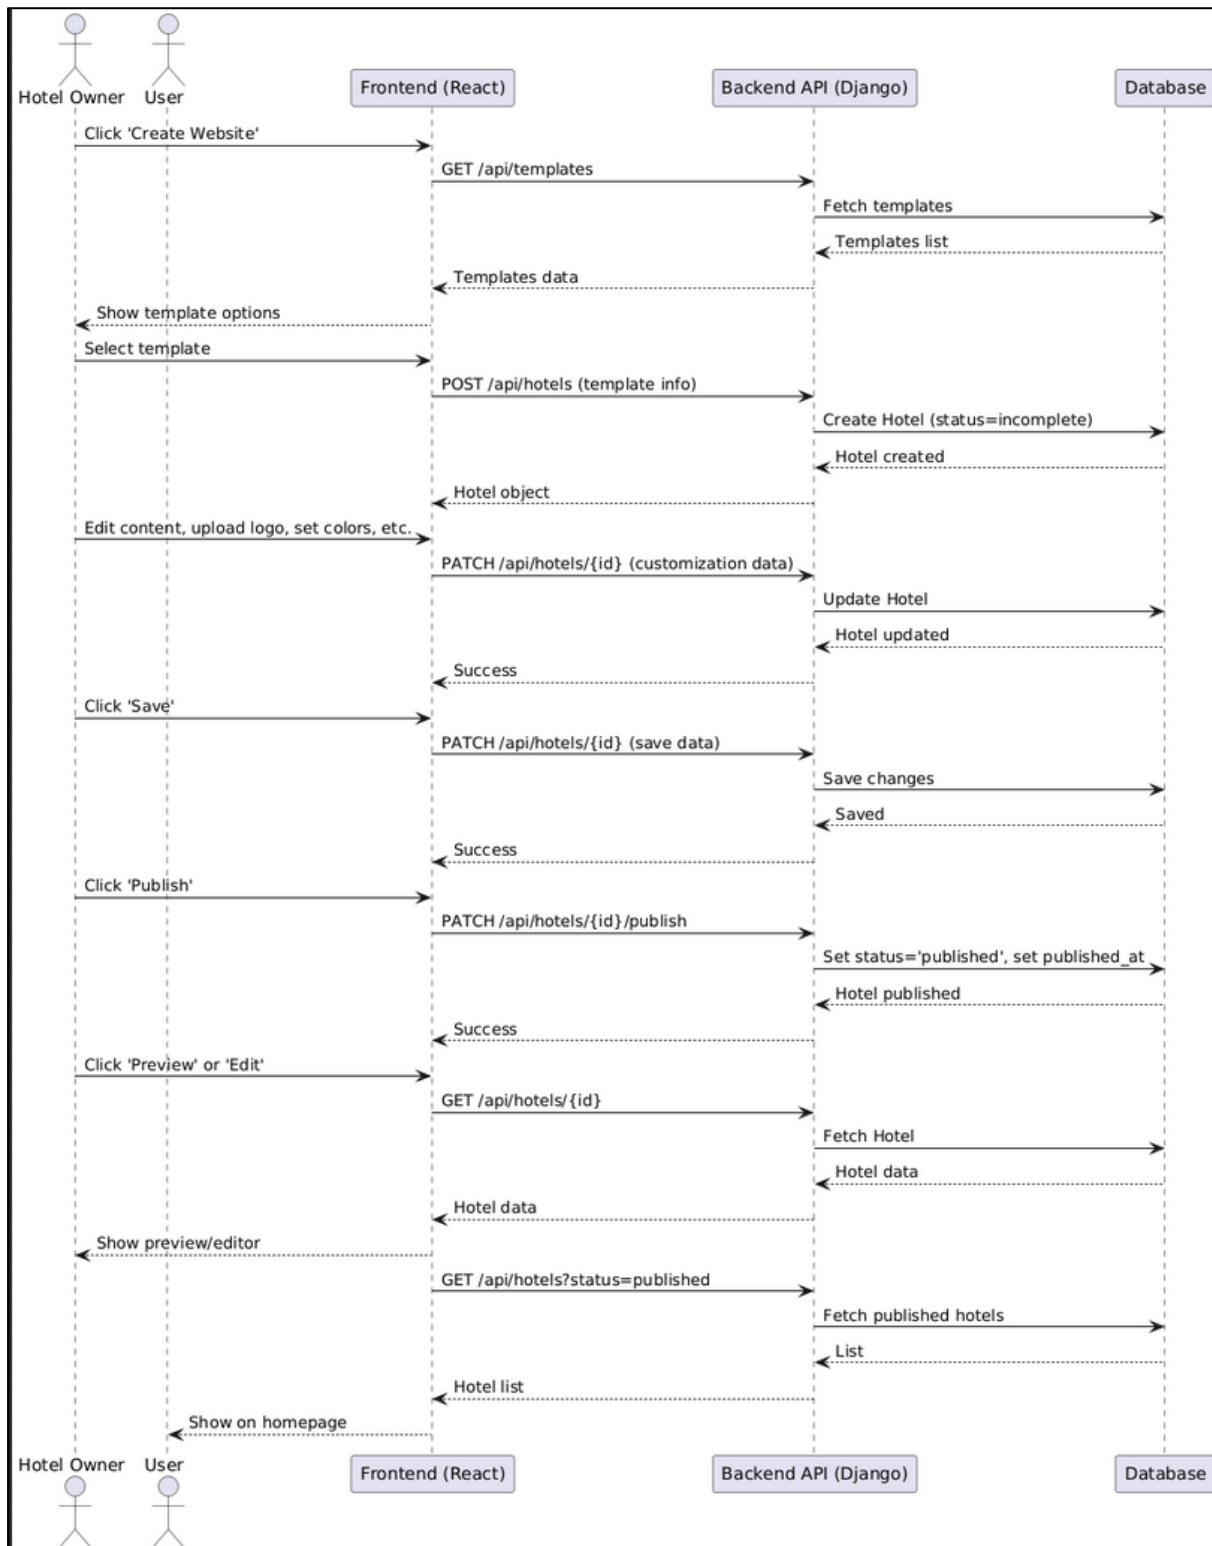 Hotel Owner
User
Frontend (React)
Backend API (Django)
Database
Click 'Create Website'
GET /api/templates
Fetch templates
Templates list
Templates data
Show template options
Select template
POST /api/hotels (template info)
Create Hotel (status=incomplete)
Hotel created
Hotel object
Edit content, upload logo, set colors, etc.
PATCH /api/hotels/{id} (customization data)
Update Hotel
Hotel updated
Success
Click 'Save'
PATCH /api/hotels/{id} (save data)
Save changes
Saved
Success
Click 'Publish'
PATCH /api/hotels/{id}/publish
Set status='published', set published_at
Hotel published
Success
Click 'Preview' or 'Edit'
GET /api/hotels/{id}
Fetch Hotel
Hotel data
Hotel data
Show preview/editor
GET /api/hotels?status=published
Fetch published hotels
List
Hotel list
Show on homepage
Hotel Owner
User
Frontend (React)
Backend API (Django)
Database